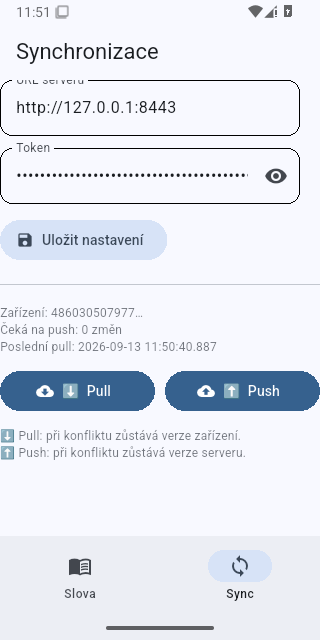 11:51
Synchronizace
URL serveru
http://127.0.0.1:8443
Token
Uložit nastavení
Zařízení: 486030507977…
Čeká na push: 0 změn
Poslední pull: 2026-09-13 11:50:40.887
⬇️ Pull
⬆️ Push
⬇️ Pull: při konfliktu zůstává verze zařízení.
⬆️ Push: při konfliktu zůstává verze serveru.
Slova
Sync